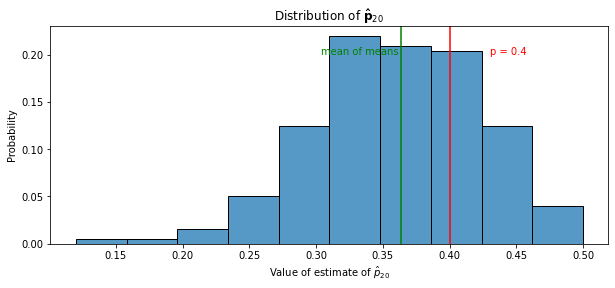 Distribution of p̂₂₀
mean of means
p = 0.4
Probability
0.20
0.15
0.10
0.05
0.00
0.15 0.20 0.25 0.30 0.35 0.40 0.45 0.50
Value of estimate of p̂₂₀